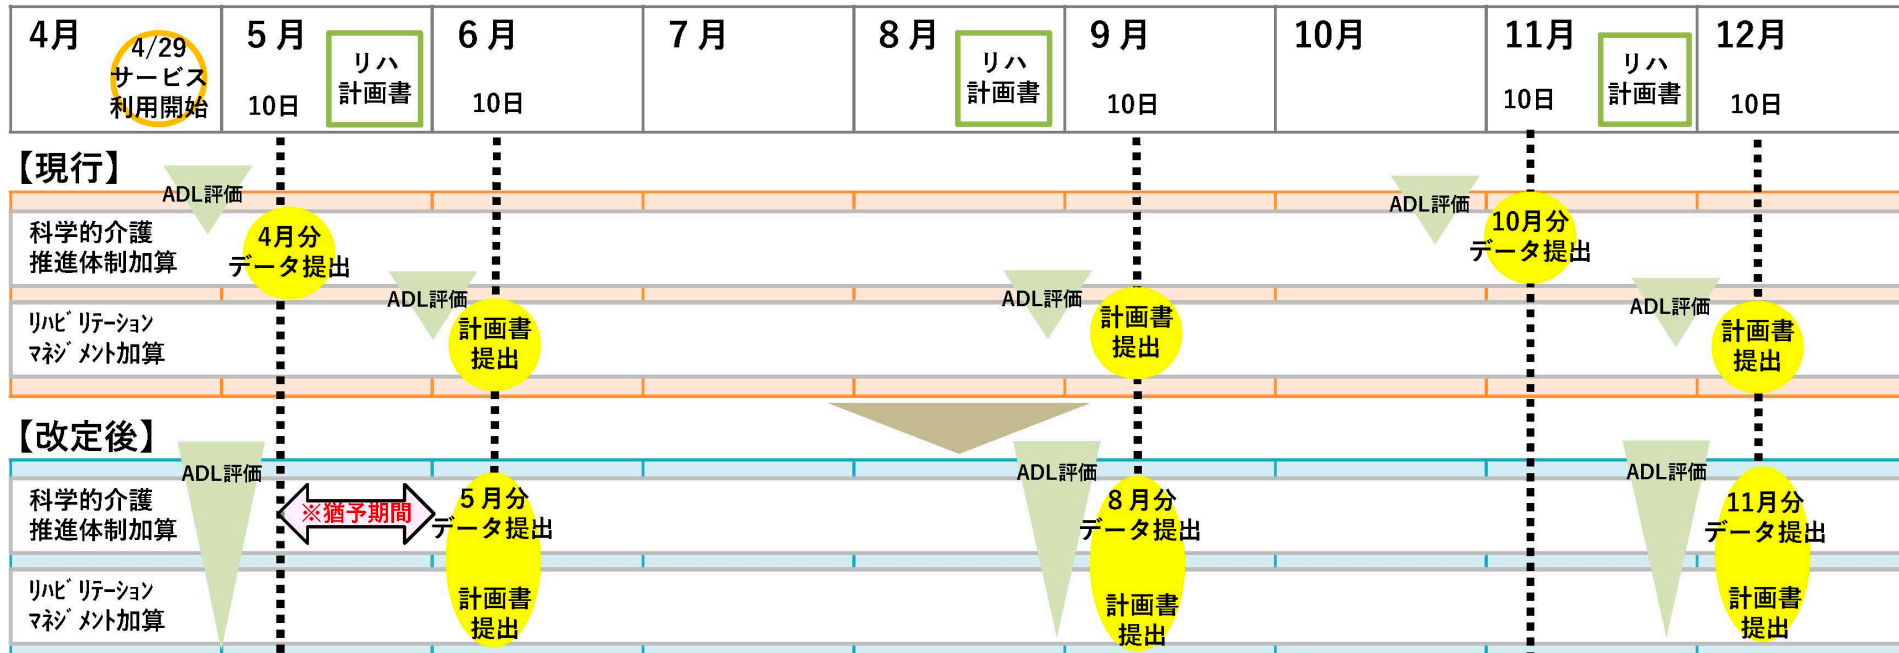 4月
4/29
サービス
利用開始
5月
10日
リハ
計画書
6月
10日
7月
8月
リハ
計画書
9月
10日
10月
11月
10日
リハ
計画書
12月
10日
【現行】
ADL評価
ADL評価
科学的介護
推進体制加算
4月分
データ提出
10月分
データ提出
ADL評価
ADL評価
ADL評価
リハビリテーション
マネジメント加算
計画書
提出
計画書
提出
計画書
提出
【改定後】
ADL評価
ADL評価
ADL評価
科学的介護
推進体制加算
※猶予期間
5月分
データ提出
8月分
データ提出
11月分
データ提出
リハビリテーション
マネジメント加算
計画書
提出
計画書
提出
計画書
提出